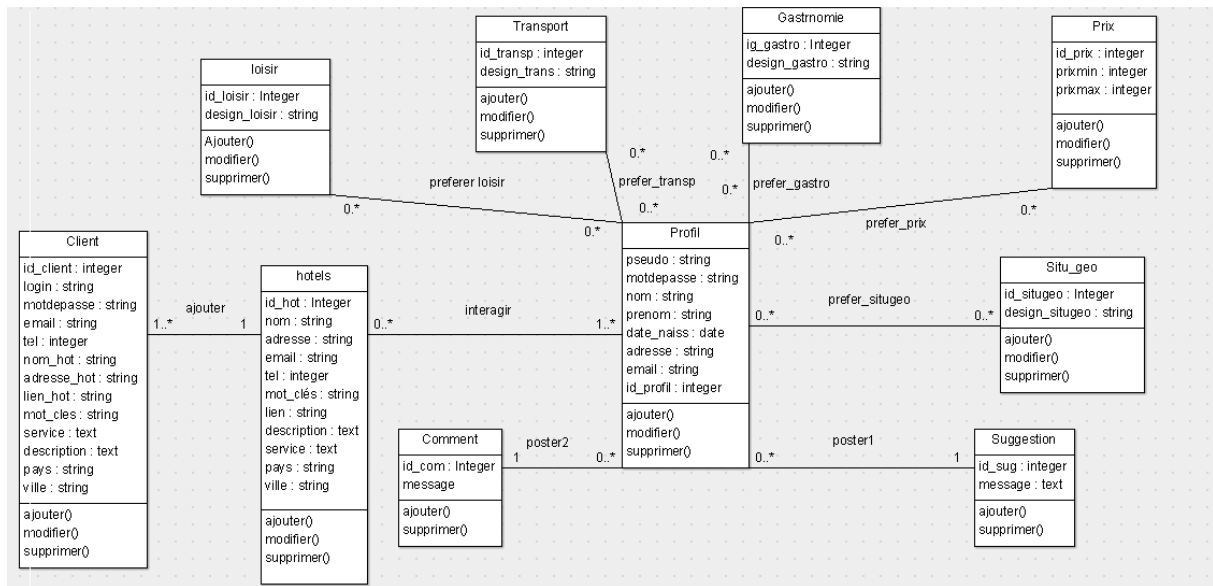 Transport
id_transp : integer
design_trans : string
ajouter()
modifier()
supprimer()
Gastrnomie
ig_gastro : Integer
design_gastro : string
ajouter()
modifier()
supprimer()
Prix
id_prix : integer
prixmin : integer
prixmax : integer
ajouter()
modifier()
supprimer()
loisir
id_loisir : Integer
design_loisir : string
Ajouter()
modifier()
supprimer()
preferer loisir
0.*
0.*
0.*
prefer_transp
0..*
0..*
0.*
prefer_gastro
prefer_prix
0.*
0..*
Client
id_client : integer
login : string
motdepasse : string
email : string
tel : integer
nom_hot : string
adresse_hot : string
lien_hot : string
mot_cles : string
service : text
description : text
pays : string
ville : string
ajouter()
modifier()
supprimer()
ajouter
1..*
1
hotels
id_hot : Integer
nom : string
adresse : string
email : string
tel : integer
mot_clés : string
lien : string
description : text
service : text
pays : string
ville : string
ajouter()
modifier()
supprimer()
interagir
0..*
1..*
Profil
pseudo : string
motdepasse : string
nom : string
prenom : string
date_naiss : date
adresse : string
email : string
id_profil : integer
ajouter()
modifier()
supprimer()
prefer_situgeo
0..*
0..*
Situ_geo
id_situgeo : Integer
design_situgeo : string
ajouter()
modifier()
supprimer()
Comment
id_com : Integer
message
ajouter()
supprimer()
poster2
1
0..*
poster1
0..*
1
Suggestion
id_sug : integer
message : text
ajouter()
supprimer()